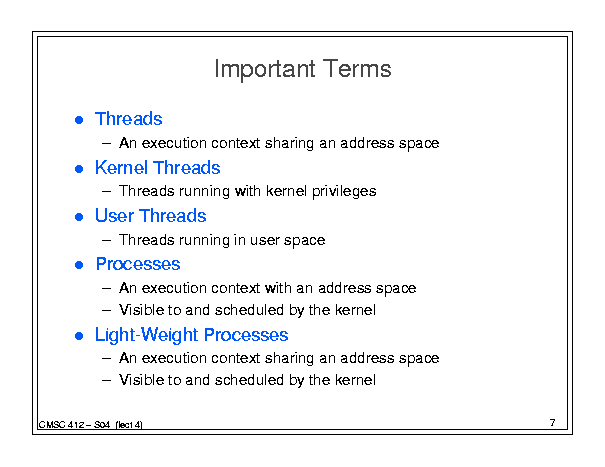 Important Terms
● Threads
– An execution context sharing an address space
● Kernel Threads
– Threads running with kernel privileges
● User Threads
– Threads running in user space
● Processes
– An execution context with an address space
– Visible to and scheduled by the kernel
● Light-Weight Processes
– An execution context sharing an address space
– Visible to and scheduled by the kernel
CMSC 412 – S04 (lect 4)
7